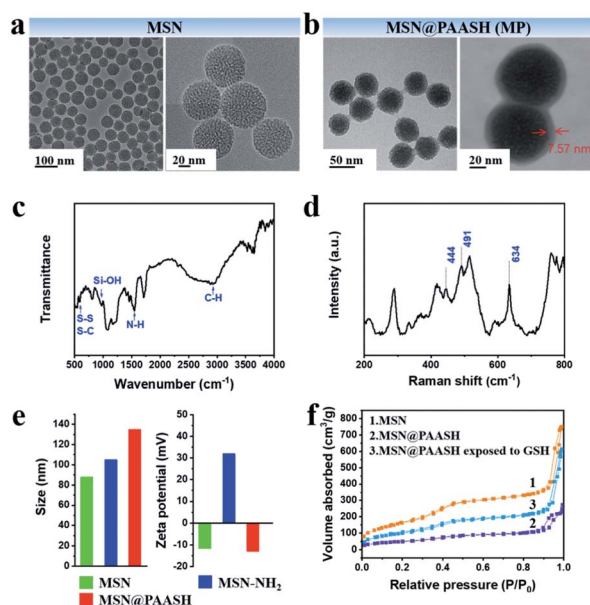 a MSN
100 nm 20 nm
b MSN@PAASH (MP)
50 nm 20 nm
7.57 nm
c
Transmittance
Si-OH
S-S
S-C
N-H
C-H
500 1000 1500 2000 2500 3000 3500 4000
Wavenumber (cm⁻¹)
d
Intensity (a.u.)
444
491
634
200 300 400 500 600 700 800
Raman shift (cm⁻¹)
e
Size (nm)
140
120
100
80
60
40
20
0
Zeta potential (mV)
50
40
30
20
10
0
-10
-20
MSN MSN-NH₂
MSN@PAASH
f
Volume absorbed (cm³/g)
800
700
600
500
400
300
200
100
0
1.MSN
2.MSN@PAASH
3.MSN@PAASH exposed to GSH
1
3
2
0.0 0.2 0.4 0.6 0.8 1.0
Relative pressure (P/P₀)